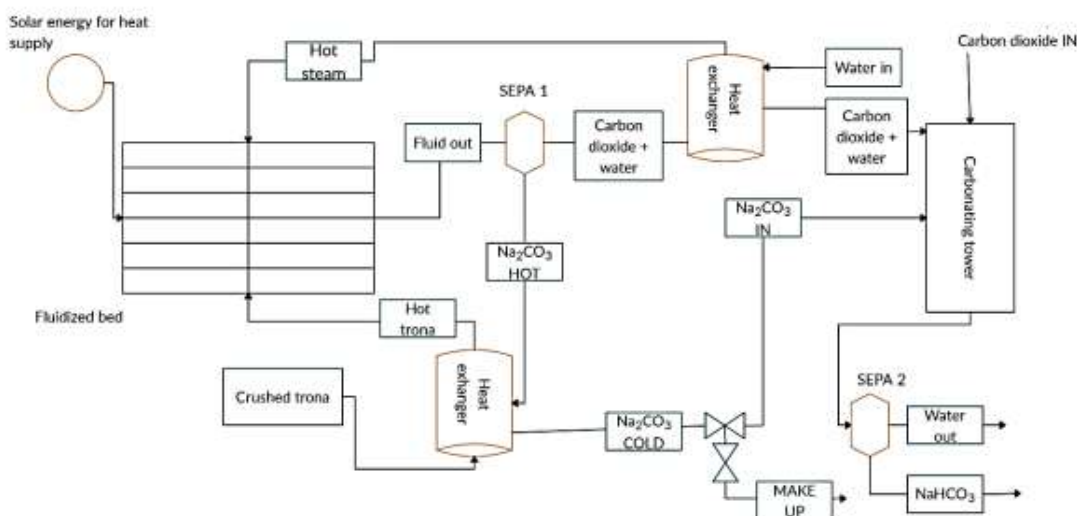 Solar energy for heat
supply
Hot
steam
Carbon dioxide IN
Water in
Heat
exchanger
SEPA 1
Fluid out
Carbon
dioxide +
water
Carbon
dioxide +
water
Carbonating tower
Na₂CO₃
IN
Na₂CO₃
HOT
Fluidized bed
Hot
trona
Heat
exhanger
Crushed trona
SEPA 2
Na₂CO₃
COLD
Water
out
MAKE
UP
NaHCO₃